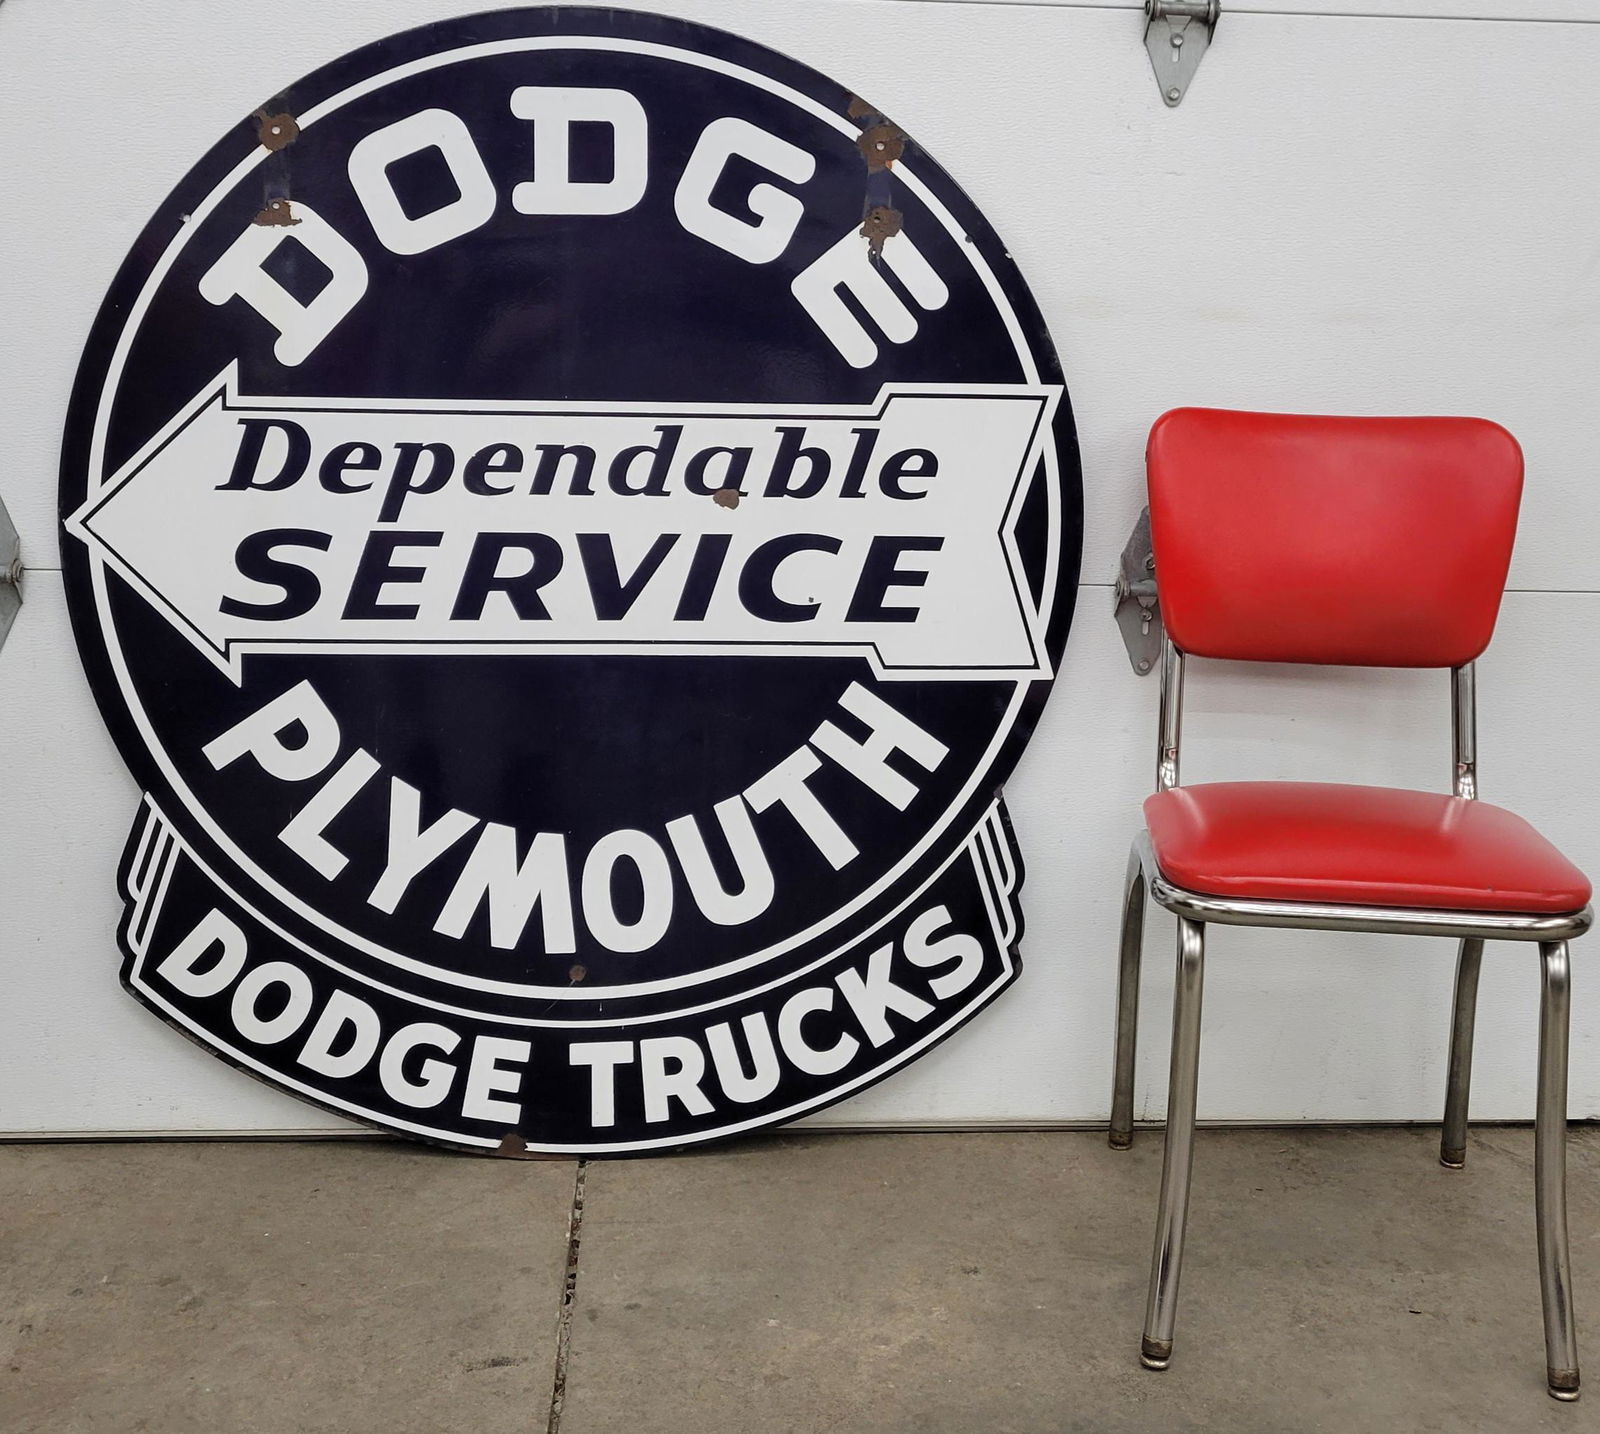 DODGE
Dependable
SERVICE
PLYMOUTH
DODGE TRUCKS